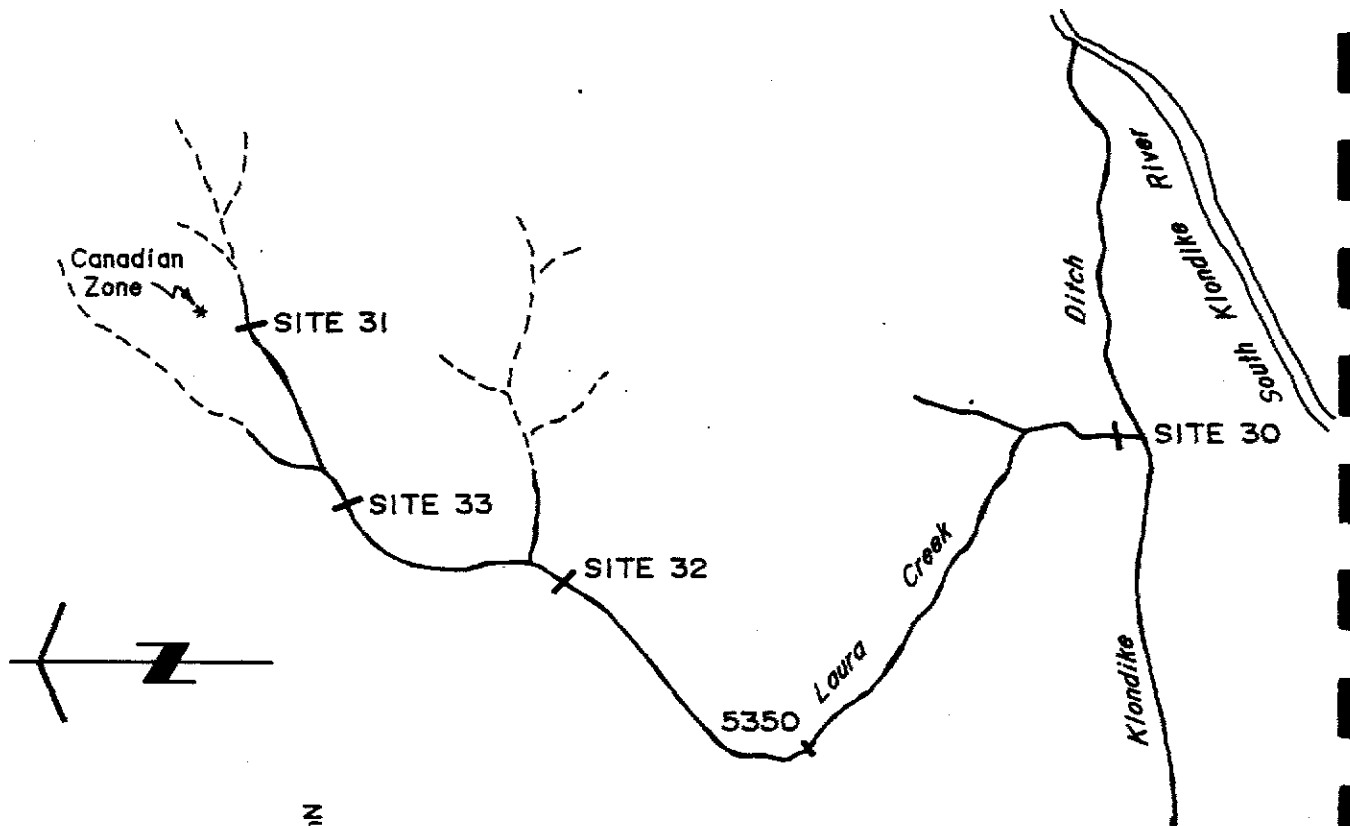 River
Klondike
South
Ditch
Canadian
Zone
SITE 31
SITE 30
SITE 33
SITE 32
Creek
Laura
5350
Klondike
N